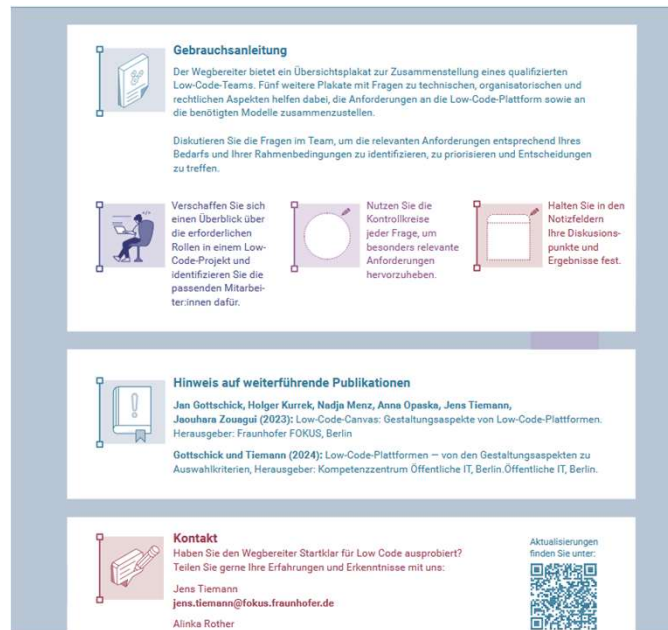 Gebrauchsanleitung
Der Wegbereiter bietet ein Übersichtsplakat zur Zusammenstellung eines qualifizierten
Low-Code-Teams. Fünf weitere Plakate mit Fragen zu technischen, organisatorischen und
rechtlichen Aspekten helfen dabei, die Anforderungen an die Low-Code-Plattform sowie an
die benötigten Modelle zusammenzustellen.
Diskutieren Sie die Fragen im Team, um die relevanten Anforderungen entsprechend Ihres
Bedarfs und Ihrer Rahmenbedingungen zu identifizieren, zu priorisieren und Entscheidungen
zu treffen.
Verschaffen Sie sich
einen Überblick über
die erforderlichen
Rollen in einem Low-
Code-Projekt und
identifizieren Sie die
passenden Mitarbei-
ter:innen dafür.
Nutzen Sie die
Kontrollkreise
jeder Frage, um
besonders relevante
Anforderungen
hervorzuheben.
Halten Sie in den
Notizfeldern
Ihre Diskussions-
punkte und
Ergebnisse fest.
Hinweis auf weiterführende Publikationen
Jan Gottschick, Holger Kurrek, Nadja Menz, Anna Opaska, Jens Tiemann,
Jaouhara Zouagui (2023): Low-Code-Canvas: Gestaltungsaspekte von Low-Code-Plattformen.
Herausgeber: Fraunhofer FOKUS, Berlin
Gottschick und Tiemann (2024): Low-Code-Plattformen — von den Gestaltungsaspekten zu
Auswahlkriterien, Herausgeber: Kompetenzzentrum Öffentliche IT, Berlin.Öffentliche IT, Berlin.
Kontakt
Haben Sie den Wegbereiter Startklar für Low Code ausprobiert?
Teilen Sie gerne Ihre Erfahrungen und Erkenntnisse mit uns:
Jens Tiemann
jens.tiemann@fokus.fraunhofer.de
Alinka Rother
Aktualisierungen
finden Sie unter: